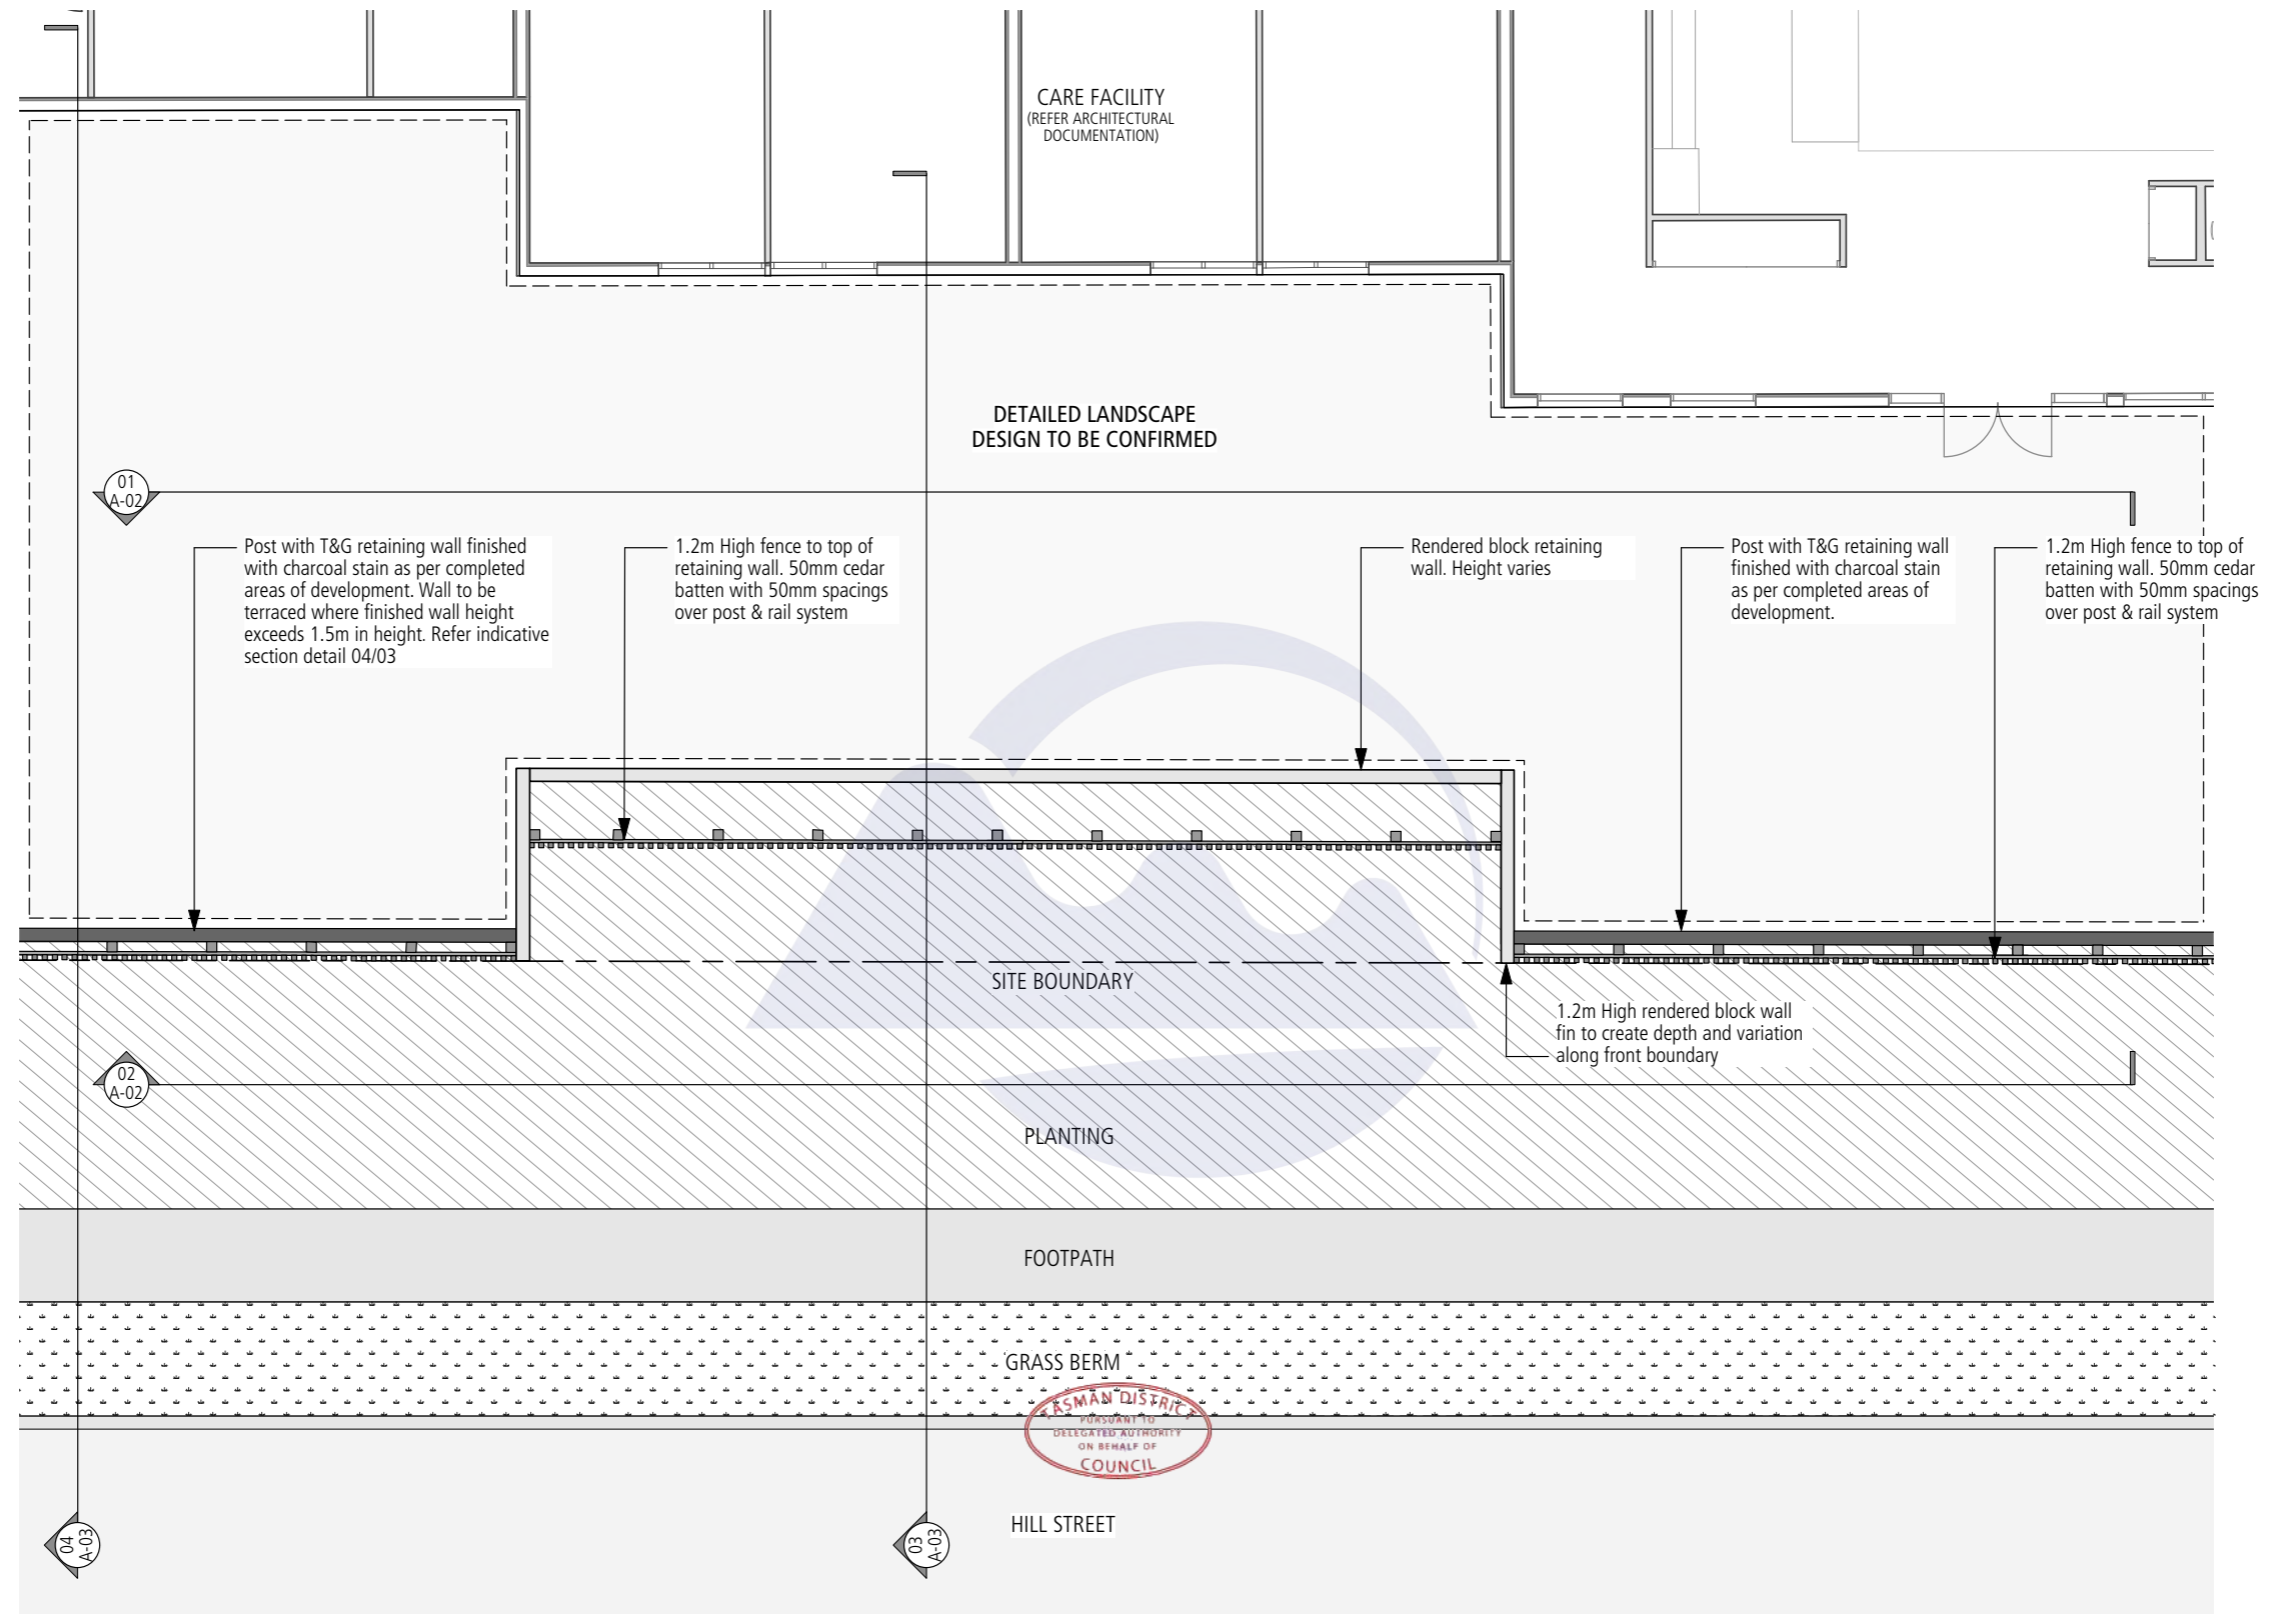 CARE FACILITY
(REFER ARCHITECTURAL
DOCUMENTATION)
DETAILED LANDSCAPE
DESIGN TO BE CONFIRMED
01
A-02
Post with T&G retaining wall finished
with charcoal stain as per completed
areas of development. Wall to be
terraced where finished wall height
exceeds 1.5m in height. Refer indicative
section detail 04/03
1.2m High fence to top of
retaining wall. 50mm cedar
batten with 50mm spacings
over post & rail system
Rendered block retaining
wall. Height varies
Post with T&G retaining wall
finished with charcoal stain
as per completed areas of
development.
1.2m High fence to top of
retaining wall. 50mm cedar
batten with 50mm spacings
over post & rail system
SITE BOUNDARY
1.2m High rendered block wall
fin to create depth and variation
along front boundary
02
A-02
PLANTING
FOOTPATH
GRASS BERM
TASMAN DISTRICT
PURSUANT TO
DELEGATED AUTHORITY
ON BEHALF OF
COUNCIL
HILL STREET
04
A-03
03
A-03